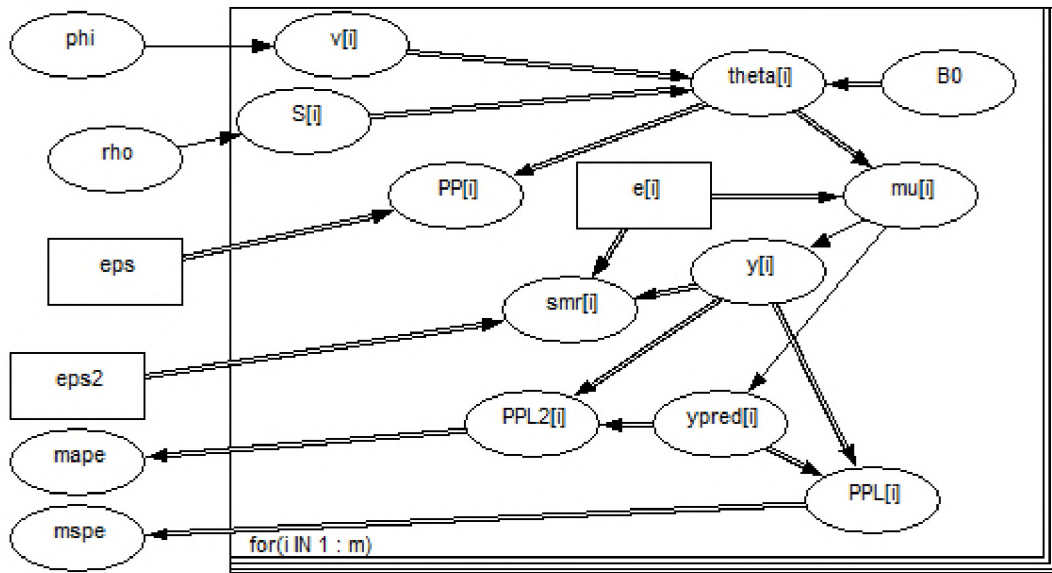 phi
v[i]
theta[i]
B0
S[i]
rho
PP[i]
e[i]
mu[i]
eps
y[i]
smr[i]
eps2
PPL2[i]
ypred[i]
mape
PPL[i]
mspe
for(i IN 1 : m)